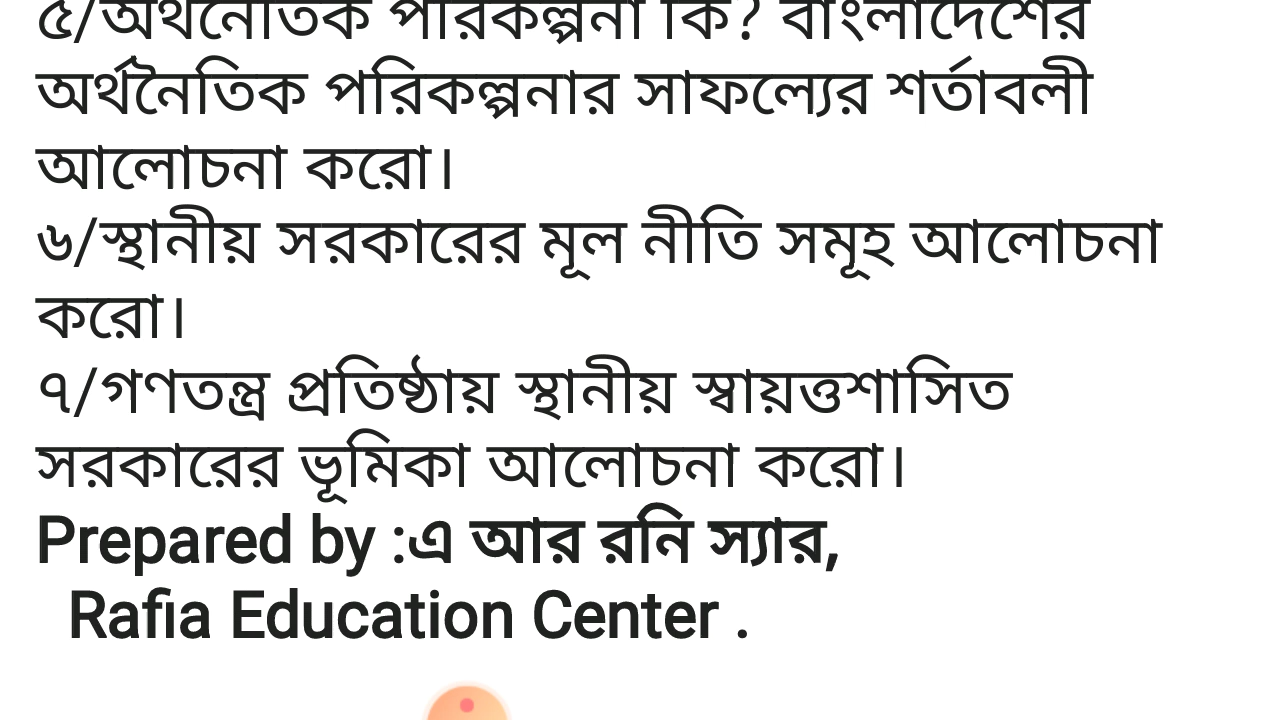 ৫/অর্থনৈতিক পরিকল্পনা কি? বাংলাদেশের
অর্থনৈতিক পরিকল্পনার সাফল্যের শর্তাবলী
আলোচনা করো।
৬/স্থানীয় সরকারের মূল নীতি সমূহ আলোচনা
করো।
৭/গণতন্ত্র প্রতিষ্ঠায় স্থানীয় স্বায়ত্তশাসিত
সরকারের ভূমিকা আলোচনা করো।
Prepared by :এ আর রনি স্যার,
Rafia Education Center .